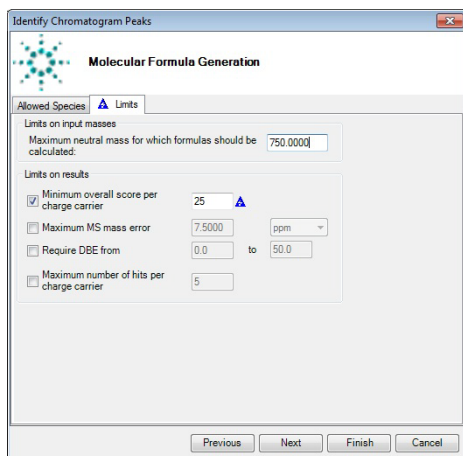 Identify Chromatogram Peaks
Molecular Formula Generation
Allowed Species
Limits
Limits on input masses
Maximum neutral mass for which formulas should be
calculated:
750.0000
Limits on results
Minimum overall score per
charge carrier
25
Maximum MS mass error
7.5000
ppm
Require DBE from
0.0
to
50.0
Maximum number of hits per
charge carrier
5
Previous
Next
Finish
Cancel